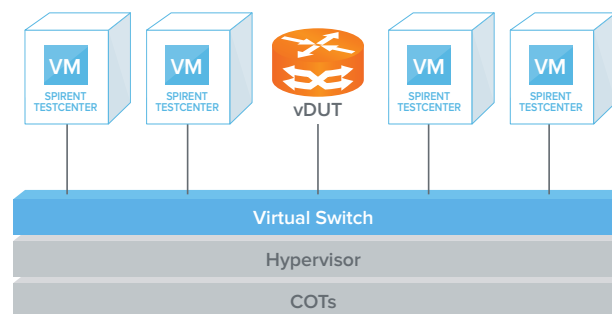 VM
SPIRENT
TESTCENTER
VM
SPIRENT
TESTCENTER
vDUT
VM
SPIRENT
TESTCENTER
VM
SPIRENT
TESTCENTER
Virtual Switch
Hypervisor
COTs